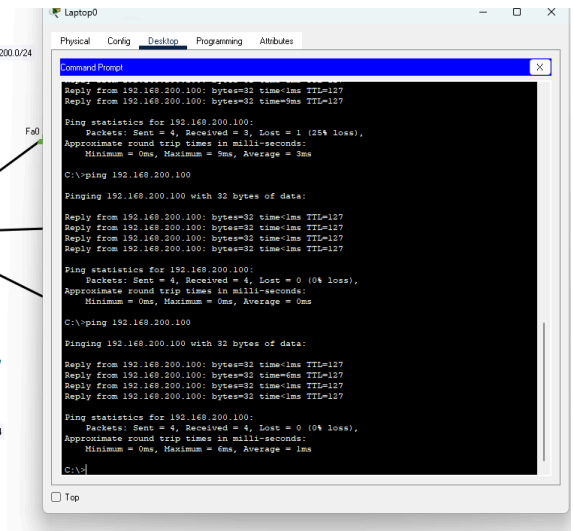 Laptop0
Physical Config Desktop Programming Attributes
200.0/24
Command Prompt
Reply from 192.168.200.100: bytes=32 time<1ms TTL=127
Reply from 192.168.200.100: bytes=32 time=9ms TTL=127
Ping statistics for 192.168.200.100:
Packets: Sent = 4, Received = 3, Lost = 1 (25% loss),
Approximate round trip times in milli-seconds:
Minimum = 0ms, Maximum = 9ms, Average = 3ms
Fa0
C:\>ping 192.168.200.100
Pinging 192.168.200.100 with 32 bytes of data:
Reply from 192.168.200.100: bytes=32 time<1ms TTL=127
Reply from 192.168.200.100: bytes=32 time<1ms TTL=127
Reply from 192.168.200.100: bytes=32 time<1ms TTL=127
Reply from 192.168.200.100: bytes=32 time<1ms TTL=127
Ping statistics for 192.168.200.100:
Packets: Sent = 4, Received = 4, Lost = 0 (0% loss),
Approximate round trip times in milli-seconds:
Minimum = 0ms, Maximum = 0ms, Average = 0ms
C:\>ping 192.168.200.100
Pinging 192.168.200.100 with 32 bytes of data:
Reply from 192.168.200.100: bytes=32 time<1ms TTL=127
Reply from 192.168.200.100: bytes=32 time=6ms TTL=127
Reply from 192.168.200.100: bytes=32 time<1ms TTL=127
Reply from 192.168.200.100: bytes=32 time<1ms TTL=127
Ping statistics for 192.168.200.100:
Packets: Sent = 4, Received = 4, Lost = 0 (0% loss),
Approximate round trip times in milli-seconds:
Minimum = 0ms, Maximum = 6ms, Average = 1ms
C:\>
Top